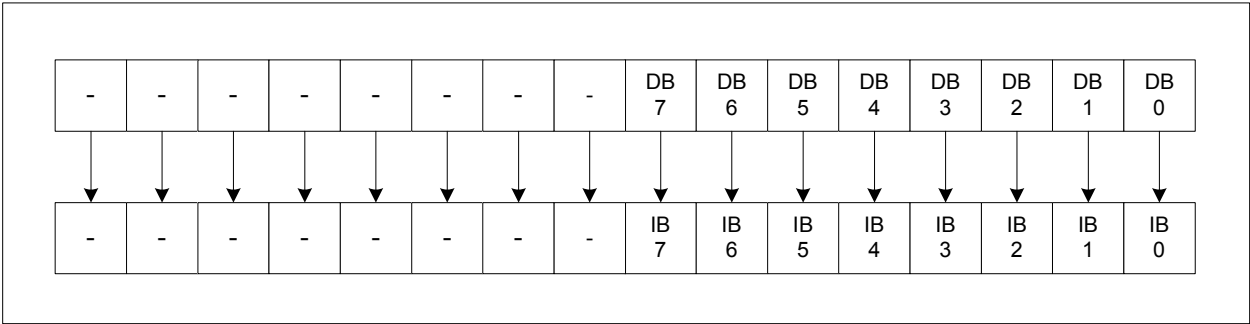 - - - - - - - - DB DB DB DB DB DB DB DB
7 6 5 4 3 2 1 0
- - - - - - - - IB IB IB IB IB IB IB IB
7 6 5 4 3 2 1 0